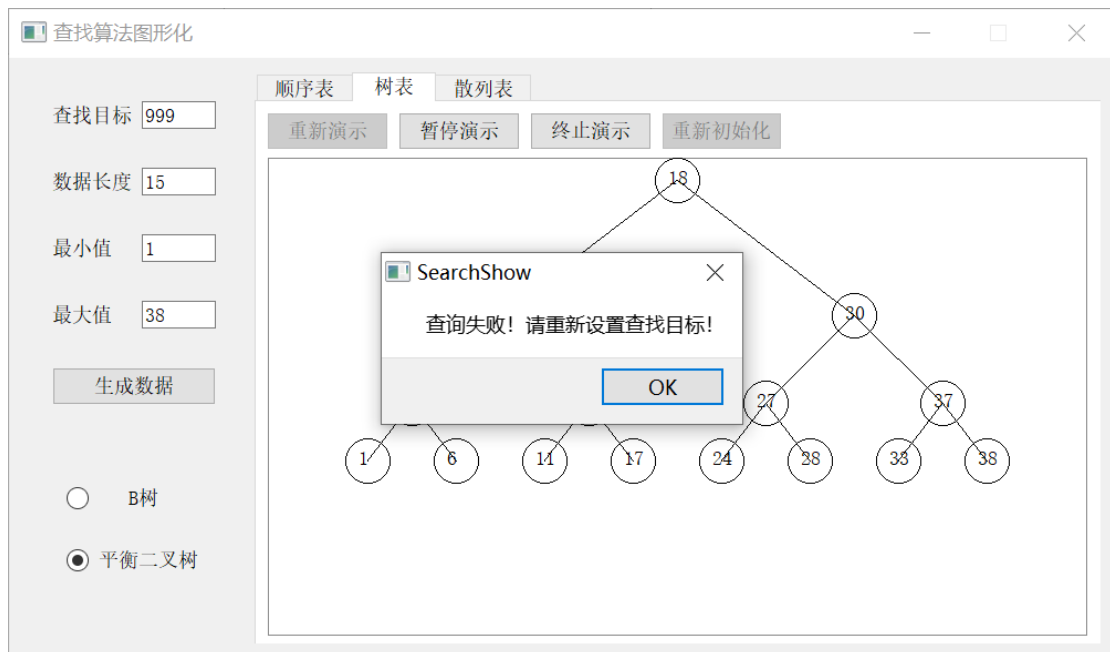 查找算法图形化
顺序表 树表 散列表
查找目标 999
重新演示 暂停演示 终止演示 重新初始化
数据长度 15
18
最小值 1
SearchShow
最大值 38
查询失败！请重新设置查找目标！
30
生成数据
OK
27 37
1 6 11 17 24 28 33 38
B树
平衡二叉树